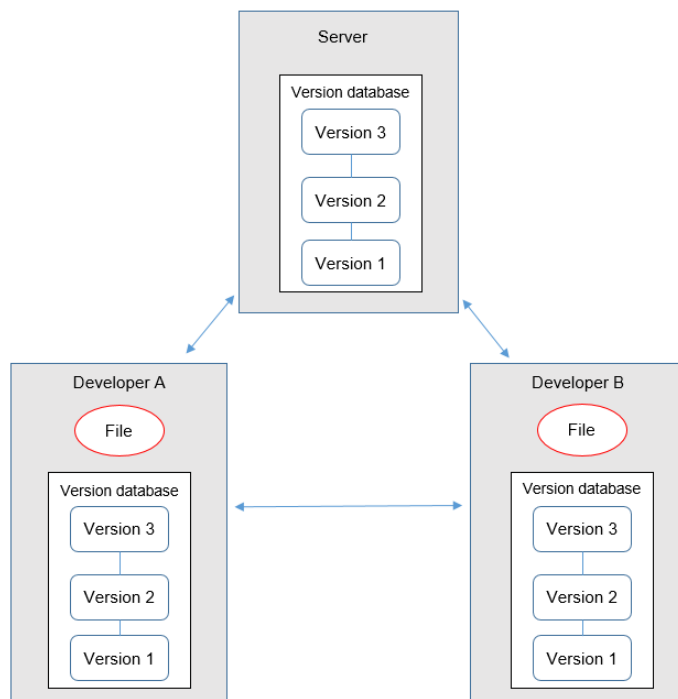 Server
Version database
Version 3
Version 2
Version 1
Developer A
File
Version database
Version 3
Version 2
Version 1
Developer B
File
Version database
Version 3
Version 2
Version 1